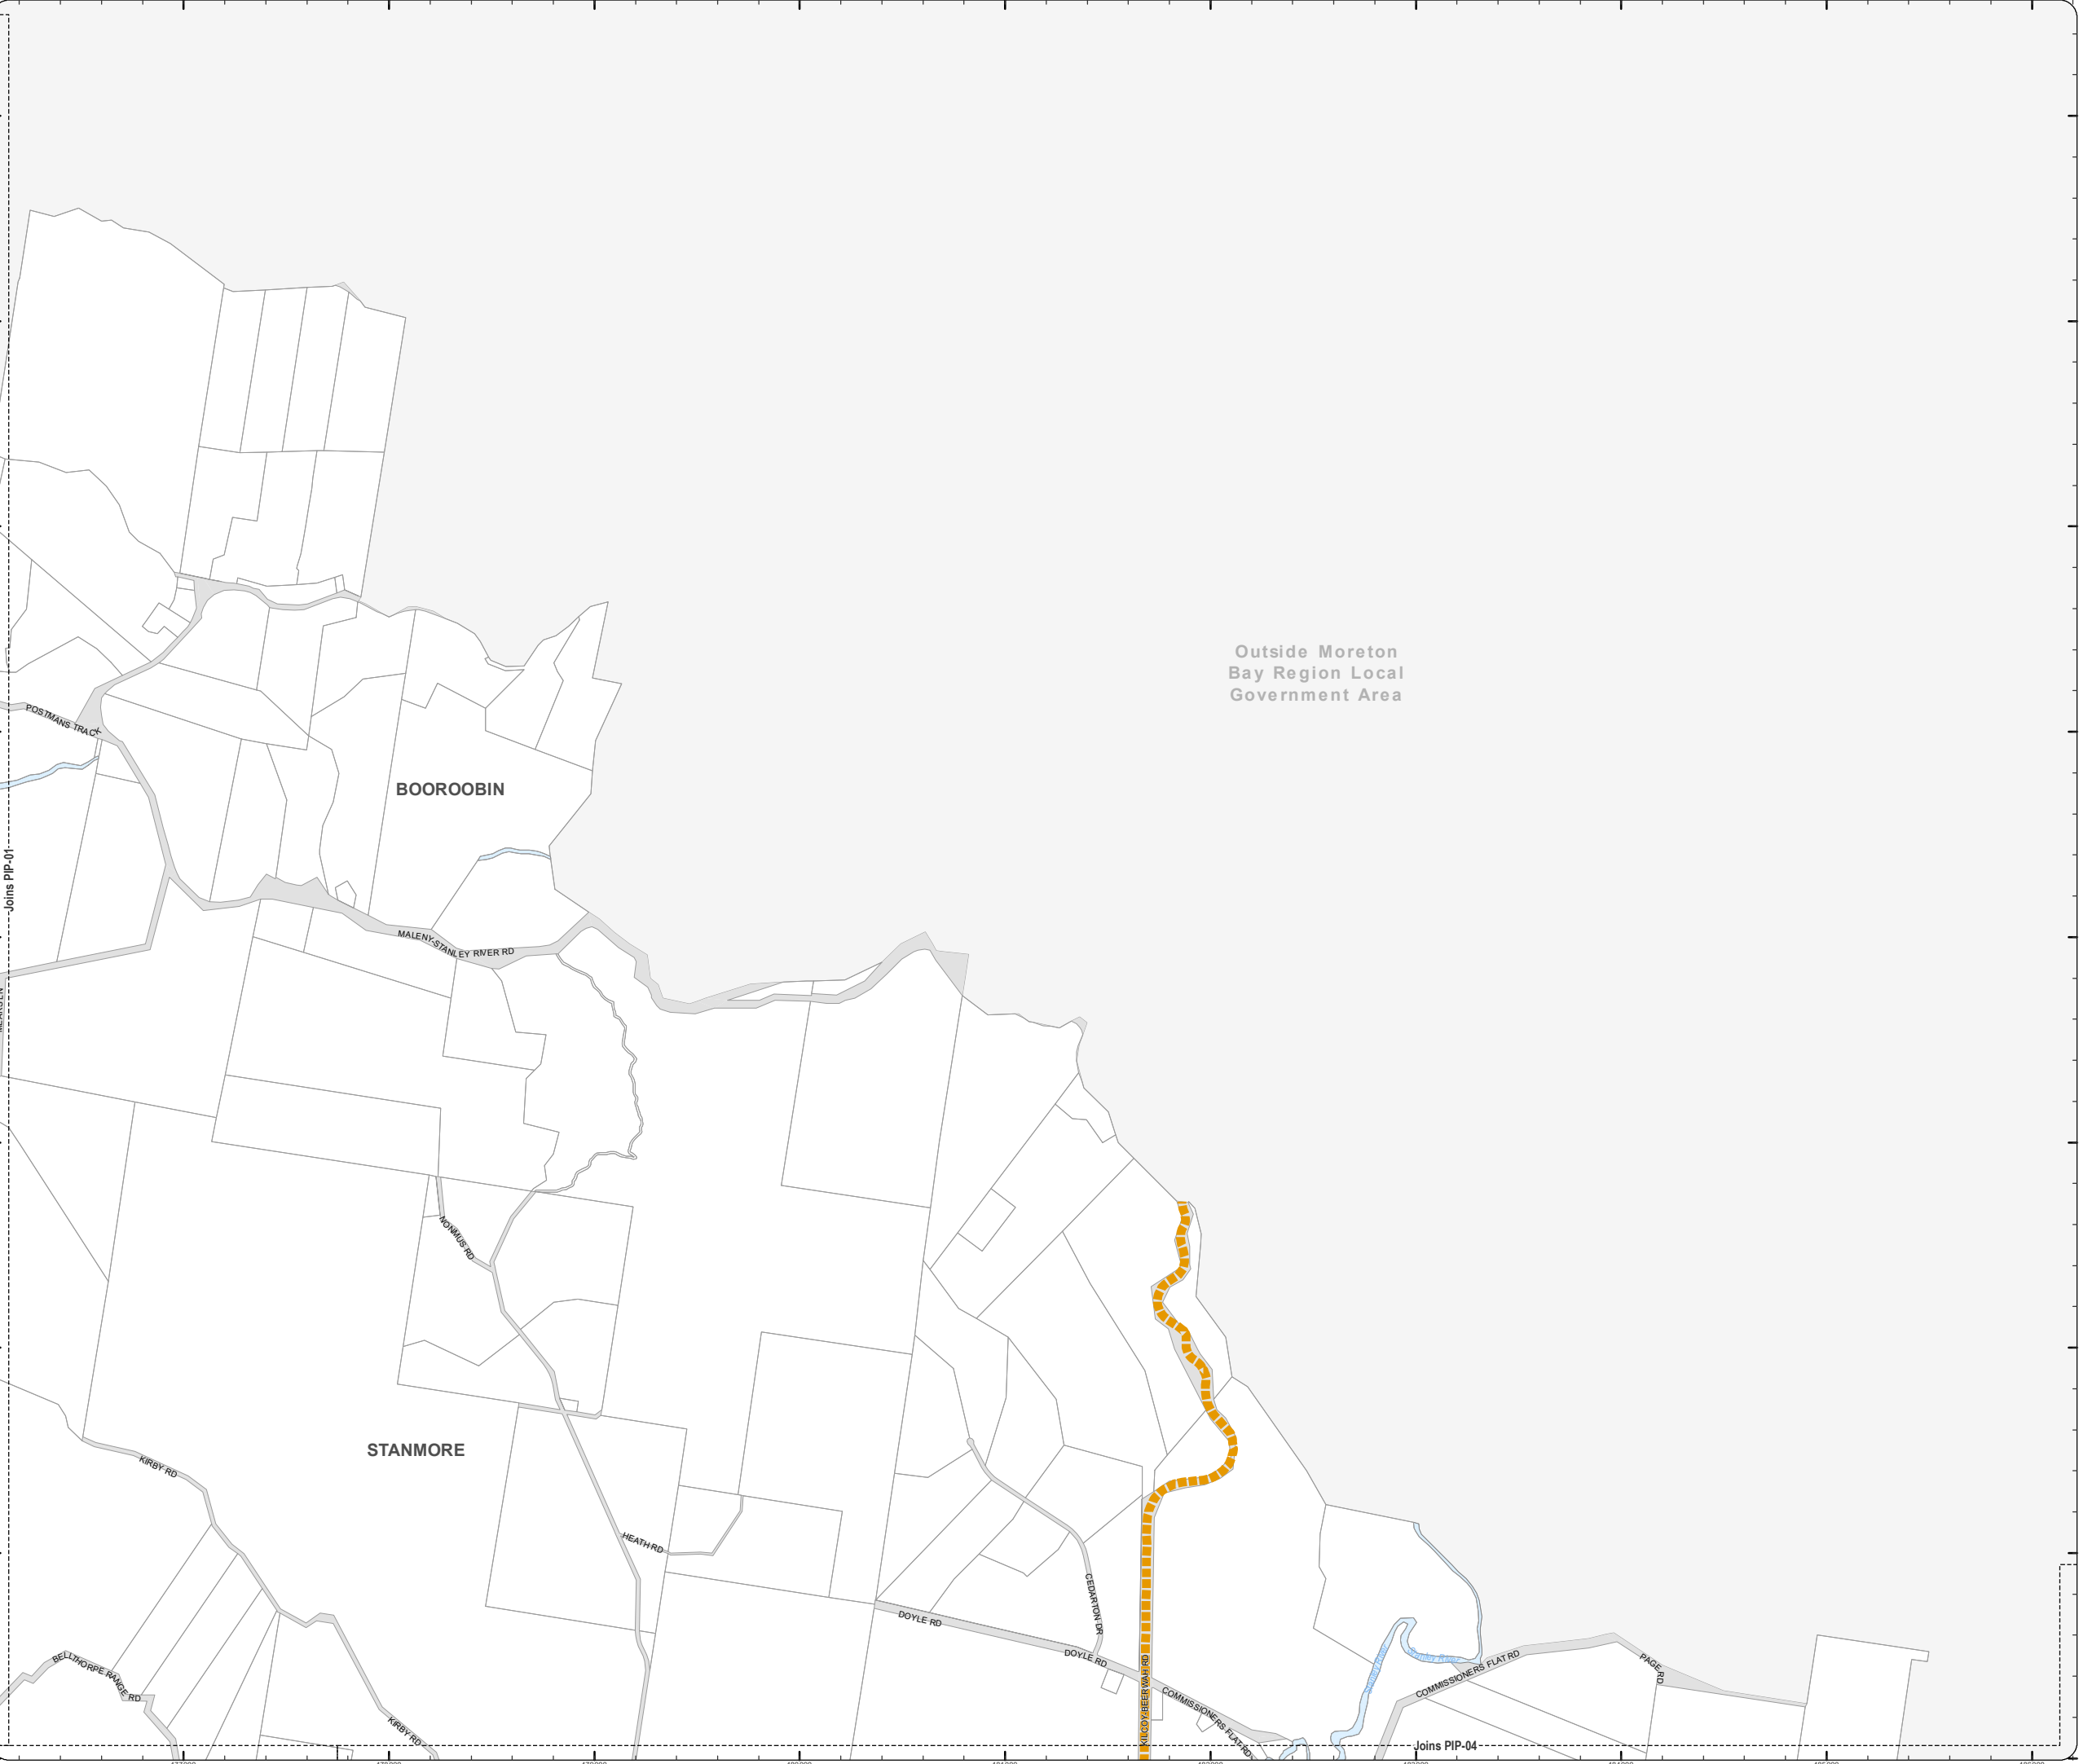 Outside Moreton
Bay Region Local
Government Area
POSTMANS TRACK
BOOROOBIN
Joins PIP-01
MALENY-STANLEY RIVER RD
NONMUS RD
STANMORE
KIRBY RD
HEATH RD
CEDARTON DR
DOYLE RD
DOYLE RD
BELLTHORPE RANGE RD
KIRBY RD
KILCOY-BEERWAH RD
COMMISSIONERS FLAT RD
COMMISSIONERS FLAT RD
PAGE RD
Joins PIP-04